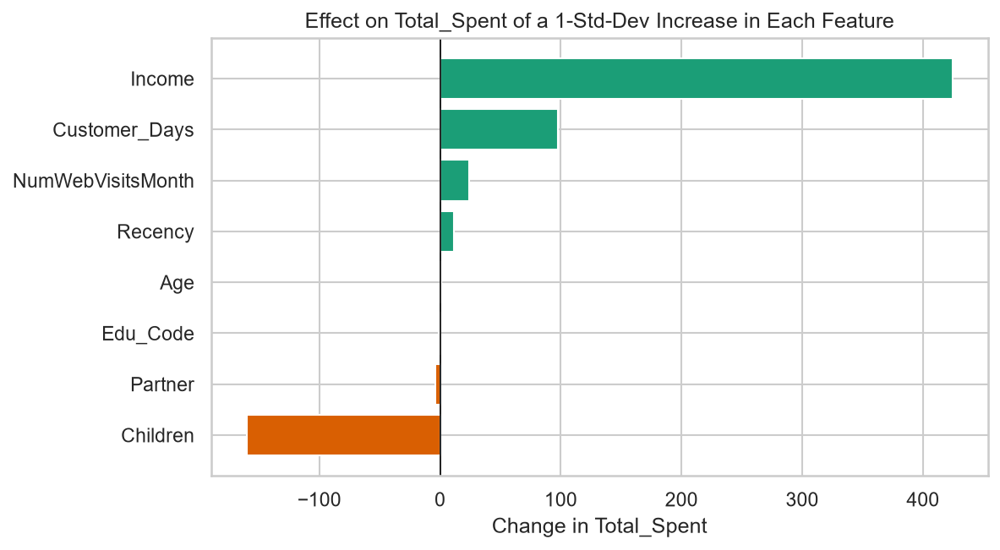 Effect on Total_Spent of a 1-Std-Dev Increase in Each Feature
Income
Customer_Days
NumWebVisitsMonth
Recency
Age
Edu_Code
Partner
Children
−100 0 100 200 300 400
Change in Total_Spent